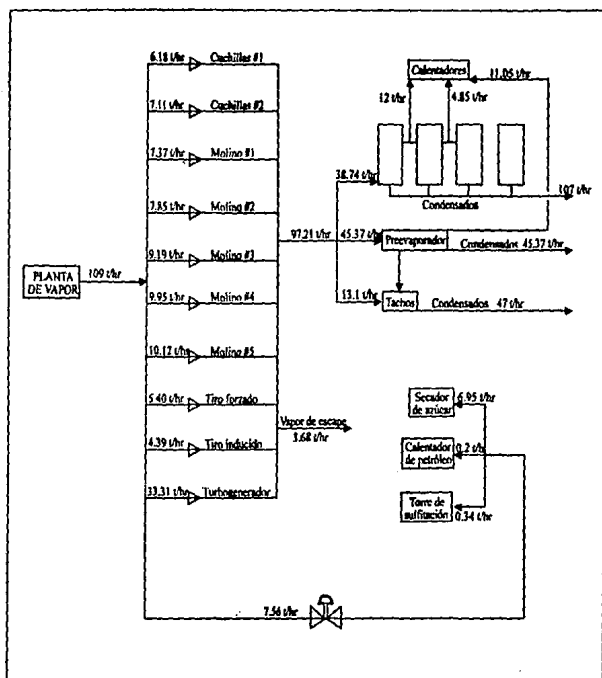 6.18 t/hr Cuchillas #1
7.11 t/hr Cuchillas #2
7.37 t/hr Molino #1
7.85 t/hr Molino #2
9.19 t/hr Molino #3
9.95 t/hr Molino #4
10.12 t/hr Molino #5
5.40 t/hr Tiro forzado
4.39 t/hr Tiro inducido
33.31 t/hr Turbogenerador
PLANTA
DE VAPOR
109 t/hr
97.21 t/hr
Vapor de escape
3.68 t/hr
7.56 t/hr
Calentadores
11.05 t/hr
12 t/hr
4.85 t/hr
38.74 t/hr
Condensados
107 t/hr
45.37 t/hr
Preevaporador
Condensados 45.37 t/hr
13.1 t/hr
Tachos
Condensados 47 t/hr
Secador
de azúcar
6.95 t/hr
Calentador
de petróleo
0.2 t/hr
Torre de
sulfitación
0.34 t/hr